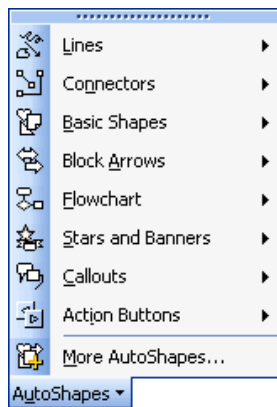 Lines
Connectors
Basic Shapes
Block Arrows
Flowchart
Stars and Banners
Callouts
Action Buttons
More AutoShapes...
AutoShapes